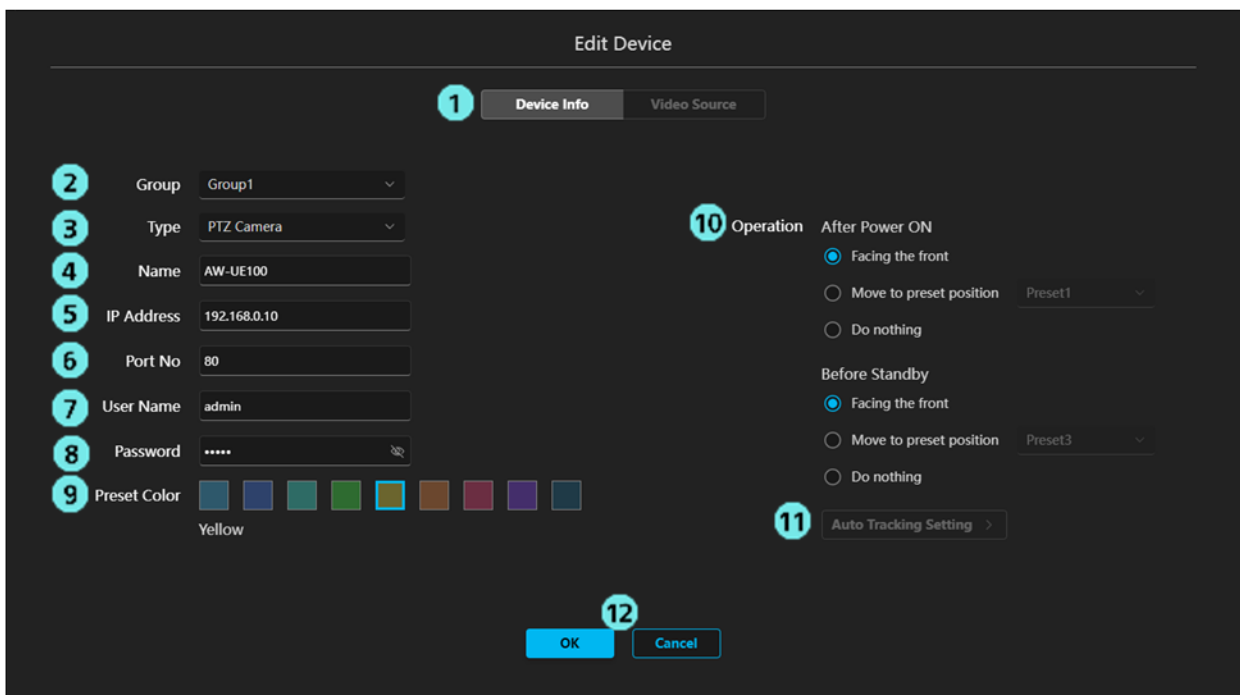 Edit Device
1 Device Info Video Source
2 Group Group1
3 Type PTZ Camera
4 Name AW-UE100
5 IP Address 192.168.0.10
6 Port No 80
7 User Name admin
8 Password •••••
9 Preset Color
Yellow
10 Operation After Power ON
Facing the front
Move to preset position Preset1
Do nothing
Before Standby
Facing the front
Move to preset position Preset3
Do nothing
11 Auto Tracking Setting >
12
OK Cancel